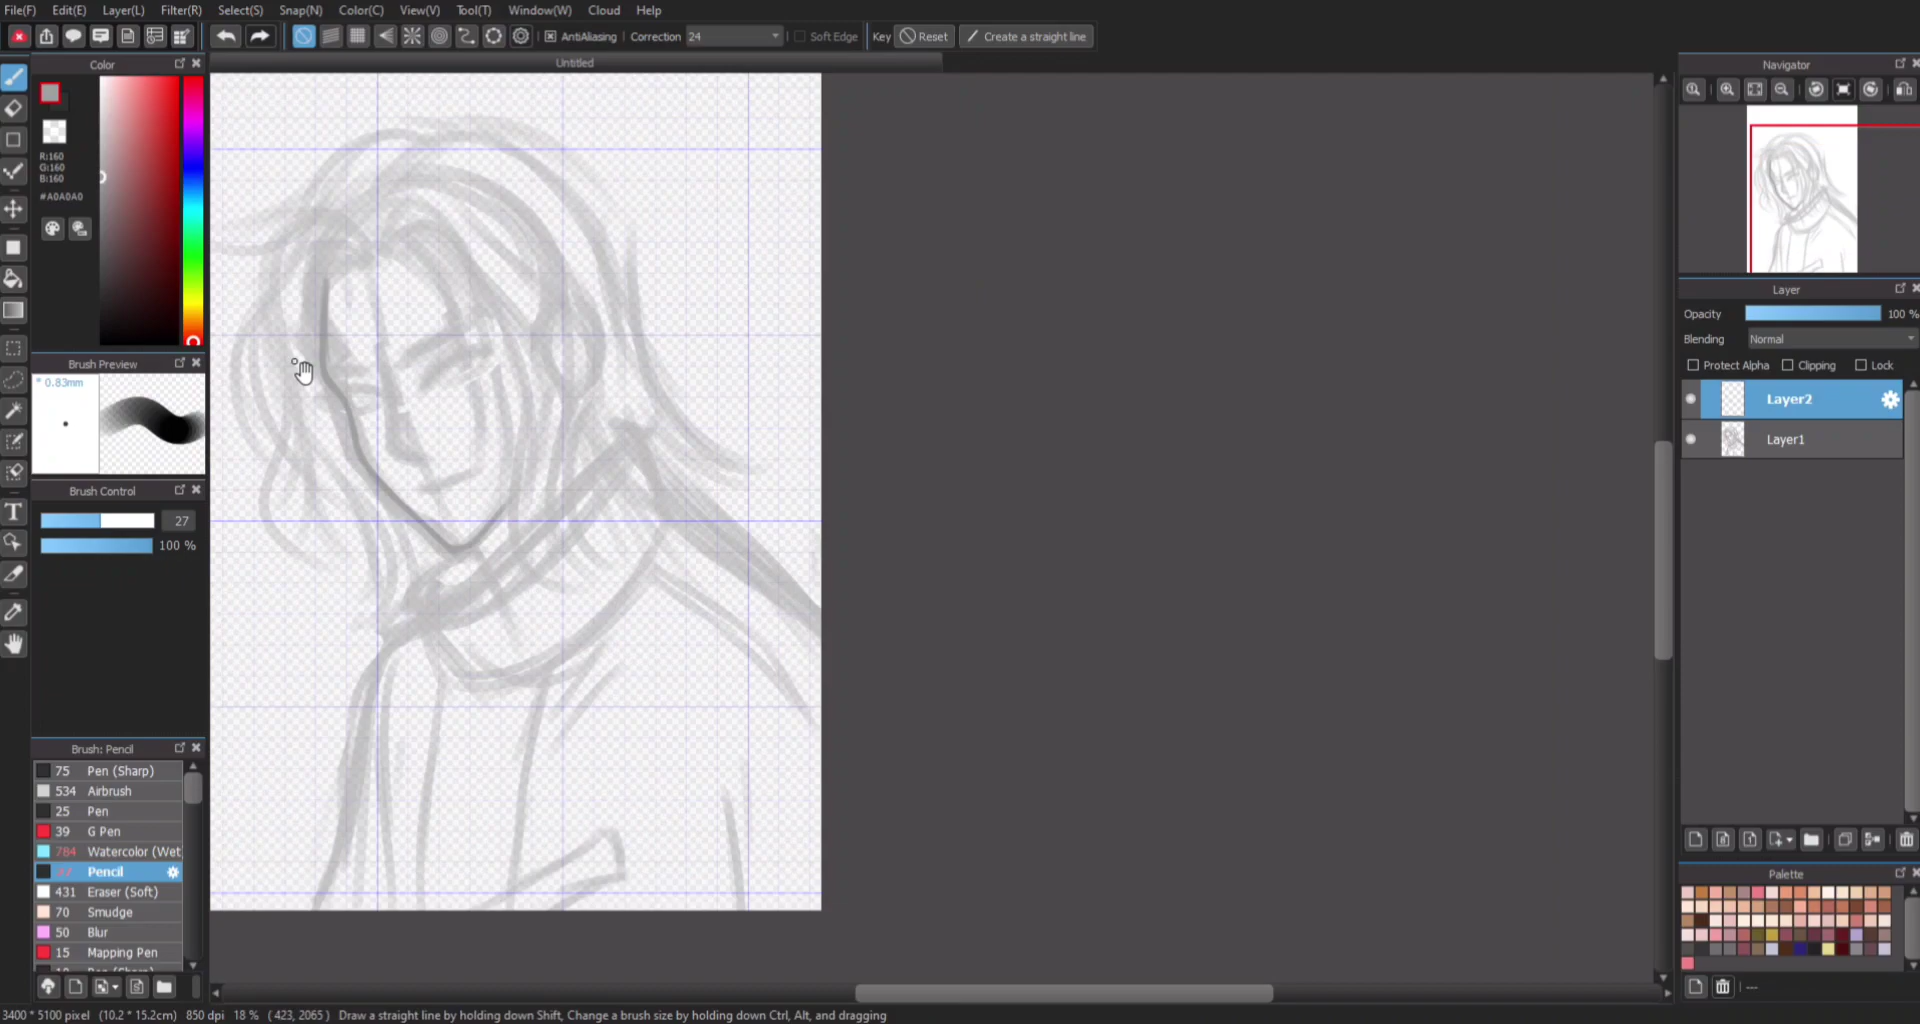 File(F) Edit(E) Layer(L) Filter(R) Select(S) Snap(N) Color(C) View(V) Tool(T) Window(W) Cloud Help
AntiAliasing Correction 24 Soft Edge Key Reset Create a straight line
Color
Untitled
Navigator
R:160
G:160
B:160
#A0A0A0
Layer
Opacity 100 %
Blending Normal
Protect Alpha Clipping Lock
Layer2
Layer1
Brush Preview
* 0.83mm
Brush Control
27
100 %
Brush: Pencil
75 Pen (Sharp)
534 Airbrush
25 Pen
39 G Pen
784 Watercolor (Wet
Pencil
431 Eraser (Soft)
70 Smudge
50 Blur
15 Mapping Pen
Palette
3400 * 5100 pixel (10.2 * 15.2cm) 850 dpi 18 % ( 423, 2065 ) Draw a straight line by holding down Shift, Change a brush size by holding down Ctrl, Alt, and dragging